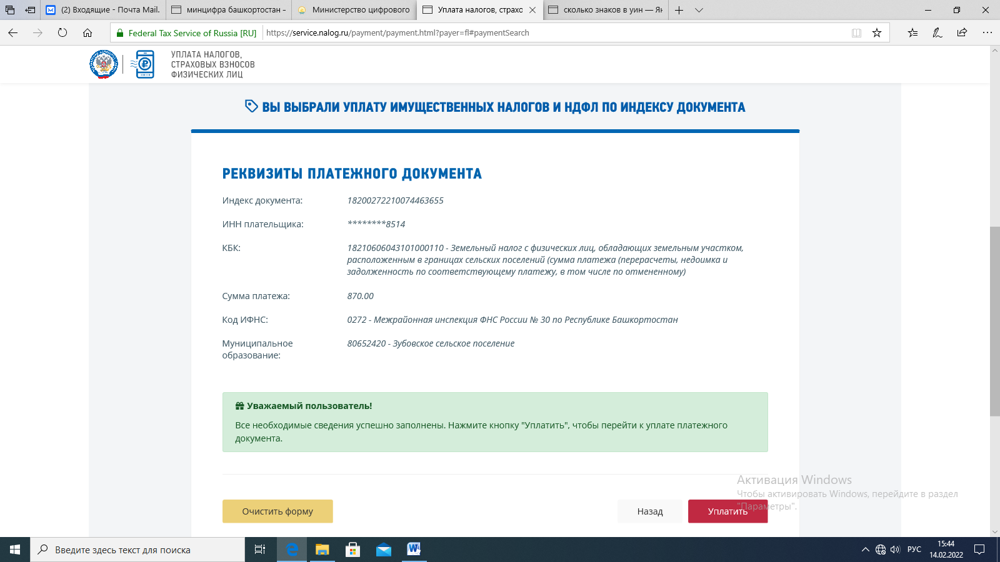 (2) Входящие - Почта Mail.
минцифра башкортостан –
Министерство цифрового
Уплата налогов, страхо
сколько знаков в уин — Ян
Federal Tax Service of Russia [RU]
https://service.nalog.ru/payment/payment.html?payer=fl#paymentSearch
УПЛАТА НАЛОГОВ,
СТРАХОВЫХ ВЗНОСОВ
ФИЗИЧЕСКИХ ЛИЦ
ВЫ ВЫБРАЛИ УПЛАТУ ИМУЩЕСТВЕННЫХ НАЛОГОВ И НДФЛ ПО ИНДЕКСУ ДОКУМЕНТА
РЕКВИЗИТЫ ПЛАТЕЖНОГО ДОКУМЕНТА
Индекс документа: 18200272210074463655
ИНН плательщика: ********8514
КБК: 18210606043101000110 - Земельный налог с физических лиц, обладающих земельным участком,
расположенным в границах сельских поселений (сумма платежа (перерасчеты, недоимка и
задолженность по соответствующему платежу, в том числе по отмененному)
Сумма платежа: 870.00
Код ИФНС: 0272 - Межрайонная инспекция ФНС России № 30 по Республике Башкортостан
Муниципальное 80652420 - Зубовское сельское поселение
образование:
Уважаемый пользователь!
Все необходимые сведения успешно заполнены. Нажмите кнопку "Уплатить", чтобы перейти к уплате платежного
документа.
Активация Windows
Чтобы активировать Windows, перейдите в раздел
"Параметры".
Очистить форму
Назад
Уплатить
Введите здесь текст для поиска
РУС
15:44
14.02.2022